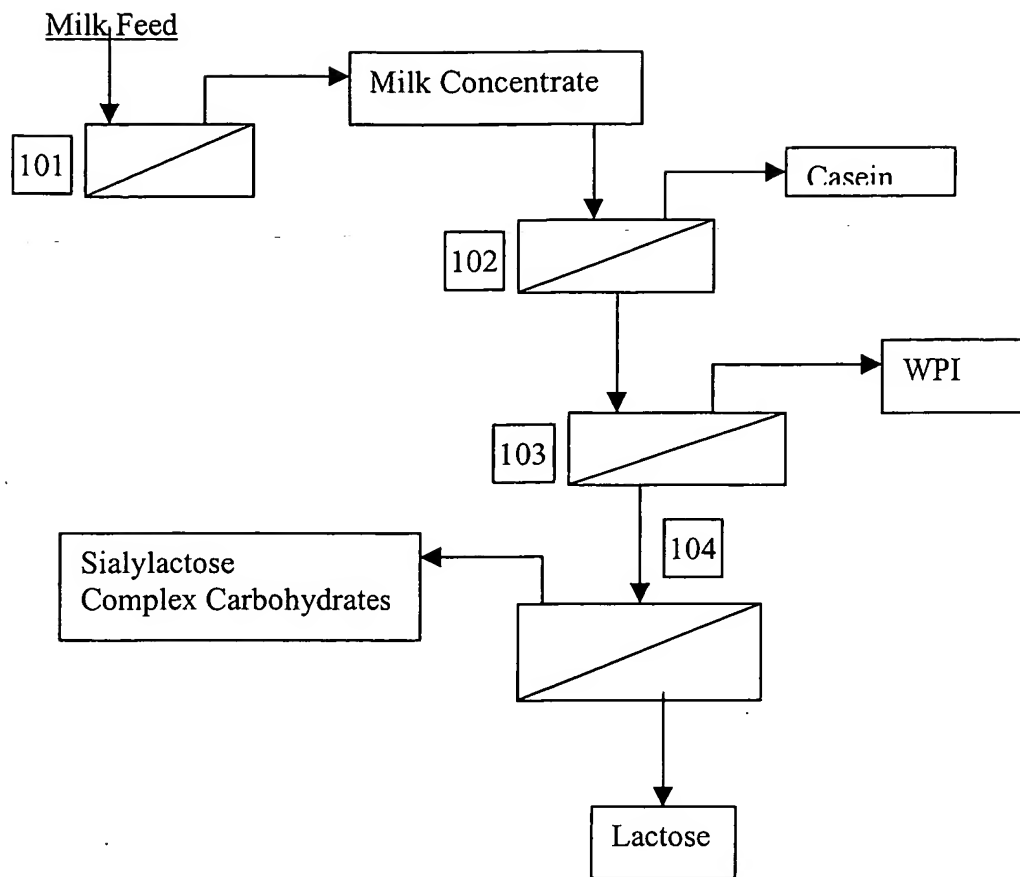 Milk Feed
Milk Concentrate
101
Casein
102
WPI
103
104
Sialylactose
Complex Carbohydrates
Lactose